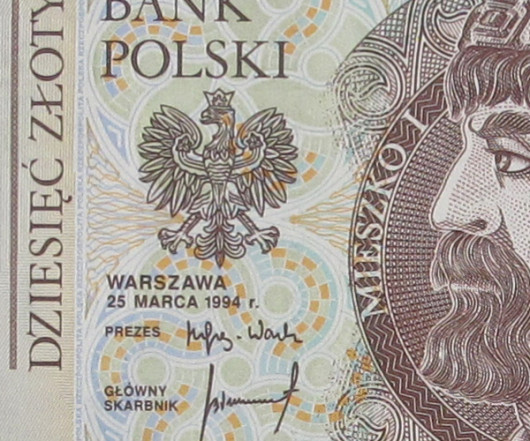 BANK
POLSKI
DZIESIĘĆ ZŁOTY
MIESZKO I
WARSZAWA
25 MARCA 1994 r.
PREZES
GŁÓWNY
SKARBNIK